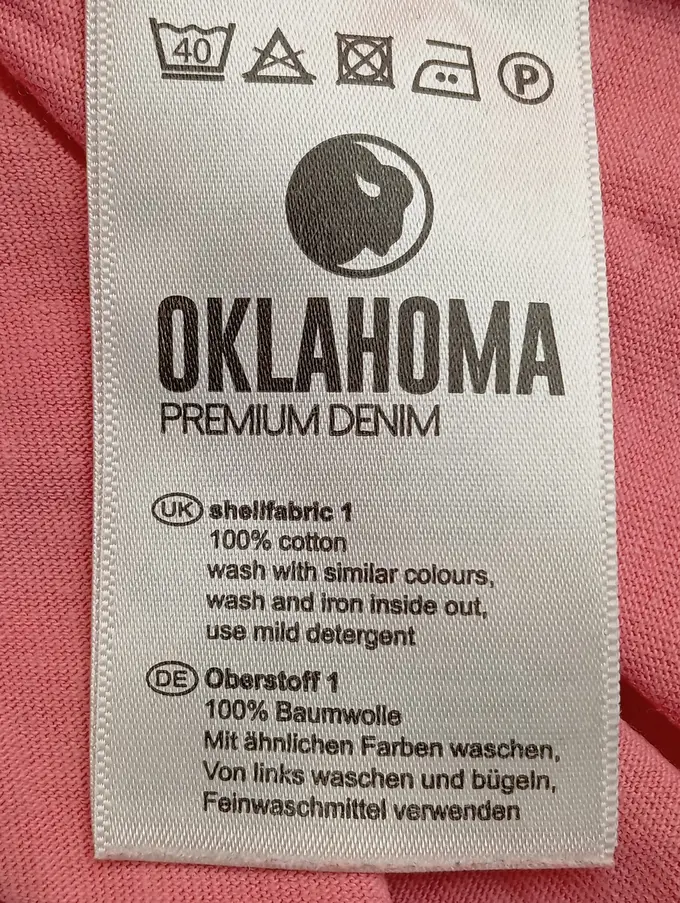 40 P
OKLAHOMA
PREMIUM DENIM
UK shellfabric 1
100% cotton
wash with similar colours,
wash and iron inside out,
use mild detergent
DE Oberstoff 1
100% Baumwolle
Mit ähnlichen Farben waschen,
Von links waschen und bügeln,
Feinwaschmittel verwenden